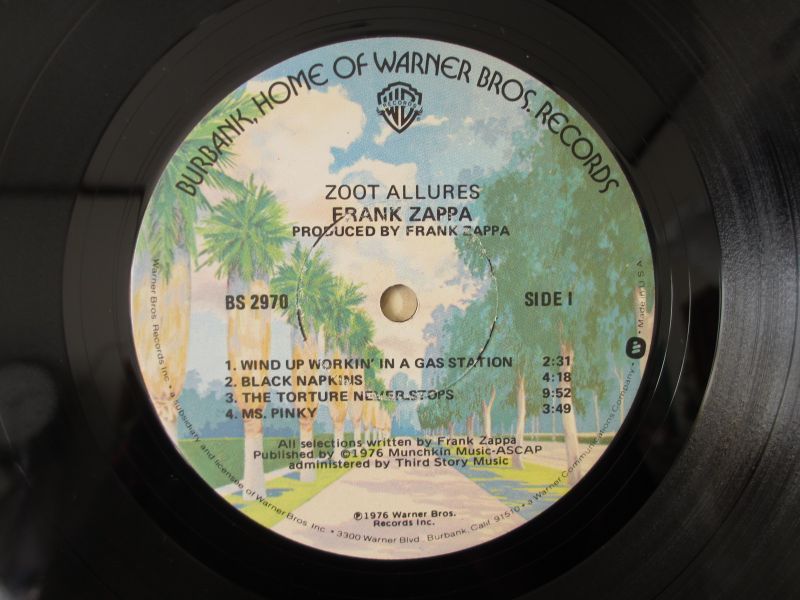 BURBANK, HOME OF WARNER BROS. RECORDS
RECORDS
ZOOT ALLURES
FRANK ZAPPA
PRODUCED BY FRANK ZAPPA
BS 2970
SIDE 1
1. WIND UP WORKIN' IN A GAS STATION 2:31
2. BLACK NAPKINS 4:18
3. THE TORTURE NEVER STOPS 9:52
4. MS. PINKY 3:49
All selections written by Frank Zappa
Published by ©1976 Munchkin Music-ASCAP
administered by Third Story Music
℗1976 Warner Bros.
Records Inc.
Warner Bros. Records Inc. • a subsidiary and licensee of Warner Bros. Inc. • 3300 Warner Blvd., Burbank, Calif. 91510 • a Warner Communications Company • W • Made in U.S.A.